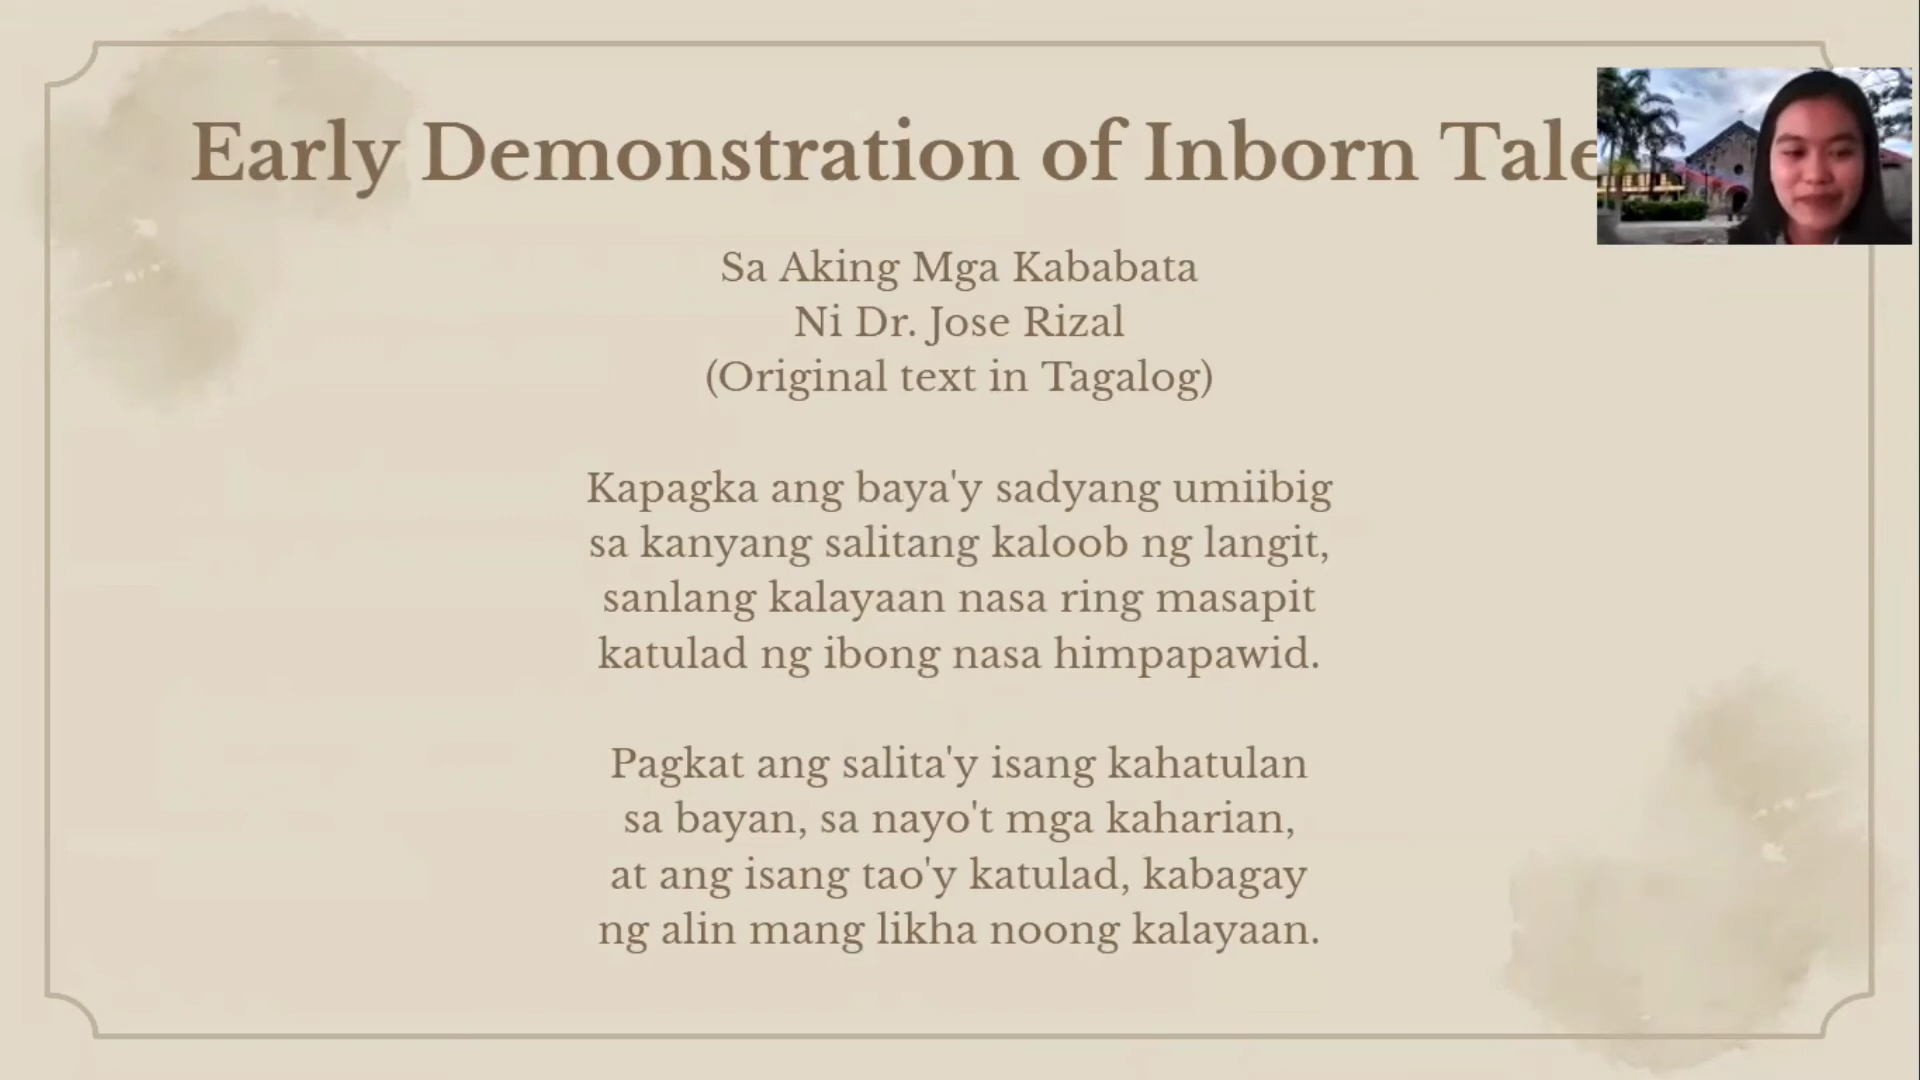 Early Demonstration of Inborn
Sa Aking Mga Kababata
Ni Dr. Jose Rizal
(Original text in Tagalog)
Kapagka ang baya'y sadyang umiibig
sa kanyang salitang kaloob ng langit,
sanlang kalayaan nasa ring masapit
katulad ng ibong nasa himpapawid.
Pagkat ang salita'y isang kahatulan
sa bayan, sa nayo't mga kaharian,
at ang isang tao'y katulad, kabagay
ng alin mang likha noong kalayaan.